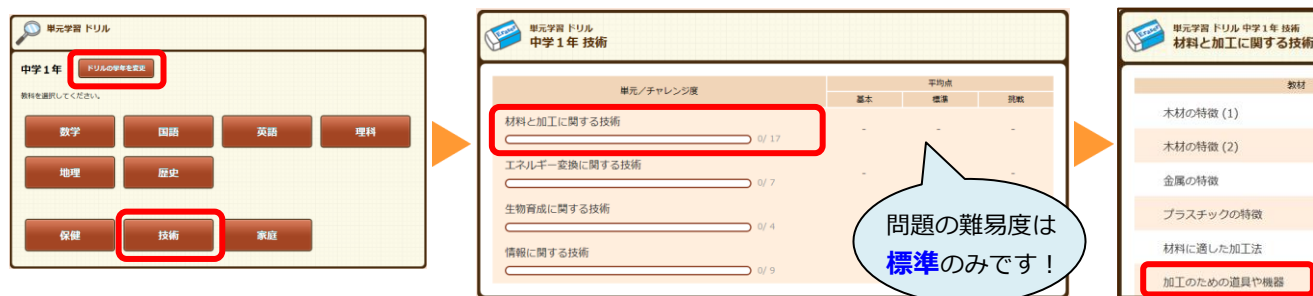 単元学習 ドリル
中学1年
ドリルの学年を変更
教科を選択してください。
数学
国語
英語
理科
地理
歴史
保健
技術
家庭
Eraser
単元学習 ドリル
中学1年 技術
単元/チャレンジ度
平均点
基本
標準
挑戦
材料と加工に関する技術
0/ 17
-
-
-
エネルギー変換に関する技術
0/ 7
-
生物育成に関する技術
0/ 4
情報に関する技術
0/ 9
問題の難易度は
標準のみです！
Eraser
単元学習 ドリル 中学1年 技術
材料と加工に関する技術
教材
木材の特徴 (1)
木材の特徴 (2)
金属の特徴
プラスチックの特徴
材料に適した加工法
加工のための道具や機器